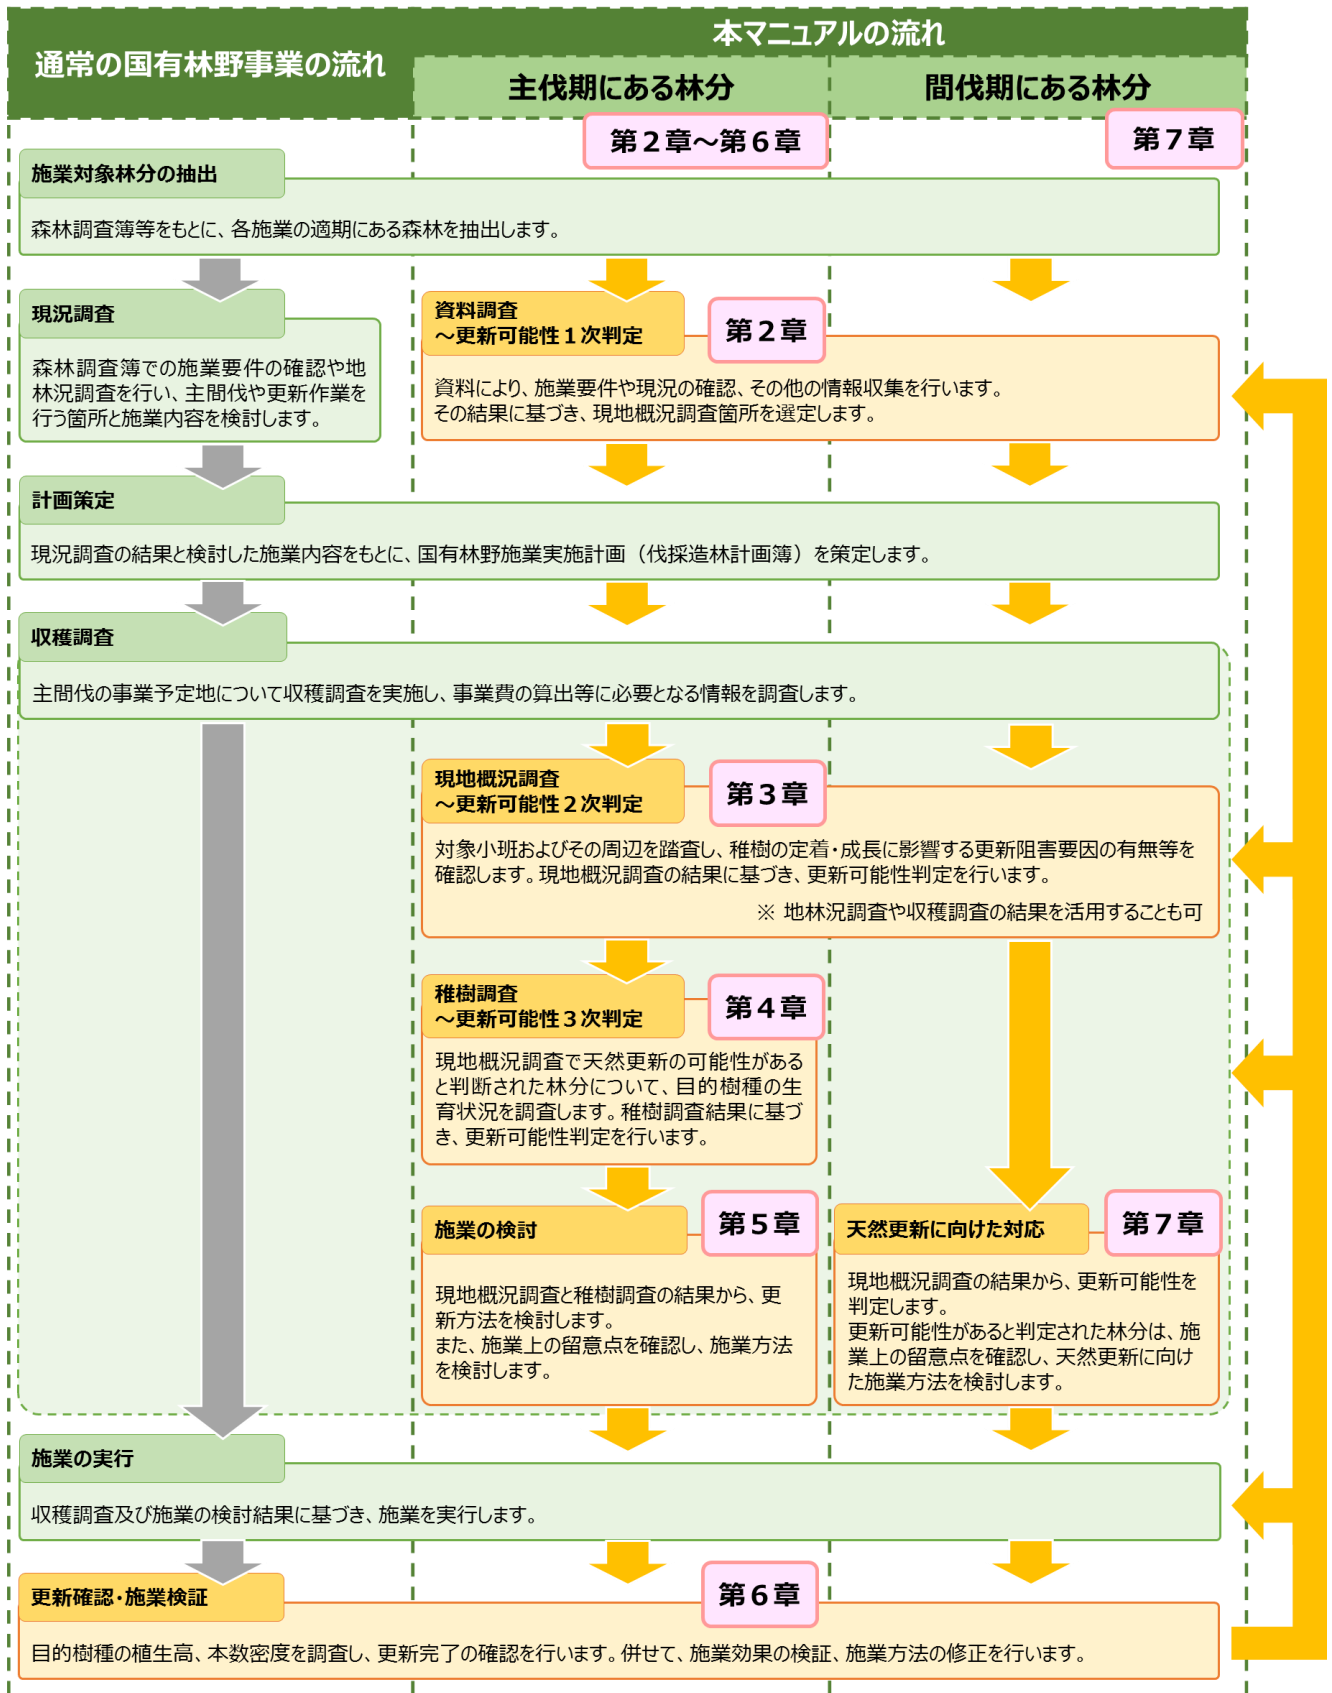 通常の国有林野事業の流れ
本マニュアルの流れ
主伐期にある林分
間伐期にある林分
第２章～第６章
第７章
施業対象林分の抽出
森林調査簿等をもとに、各施業の適期にある森林を抽出します。
現況調査
森林調査簿での施業要件の確認や地
林況調査を行い、主間伐や更新作業を
行う箇所と施業内容を検討します。
資料調査
～更新可能性１次判定
第２章
資料により、施業要件や現況の確認、その他の情報収集を行います。
その結果に基づき、現地概況調査箇所を選定します。
計画策定
現況調査の結果と検討した施業内容をもとに、国有林野施業実施計画（伐採造林計画簿）を策定します。
収穫調査
主間伐の事業予定地について収穫調査を実施し、事業費の算出等に必要となる情報を調査します。
現地概況調査
～更新可能性２次判定
第３章
対象小班およびその周辺を踏査し、稚樹の定着・成長に影響する更新阻害要因の有無等を
確認します。現地概況調査の結果に基づき、更新可能性判定を行います。
※ 地林況調査や収穫調査の結果を活用することも可
稚樹調査
～更新可能性３次判定
第４章
現地概況調査で天然更新の可能性がある
と判断された林分について、目的樹種の生
育状況を調査します。稚樹調査結果に基づ
き、更新可能性判定を行います。
施業の検討
第５章
現地概況調査と稚樹調査の結果から、更
新方法を検討します。
また、施業上の留意点を確認し、施業方法
を検討します。
天然更新に向けた対応
第７章
現地概況調査の結果から、更新可能性を
判定します。
更新可能性があると判定された林分は、施
業上の留意点を確認し、天然更新に向け
た施業方法を検討します。
施業の実行
収穫調査及び施業の検討結果に基づき、施業を実行します。
更新確認・施業検証
第６章
目的樹種の植生高、本数密度を調査し、更新完了の確認を行います。併せて、施業効果の検証、施業方法の修正を行います。